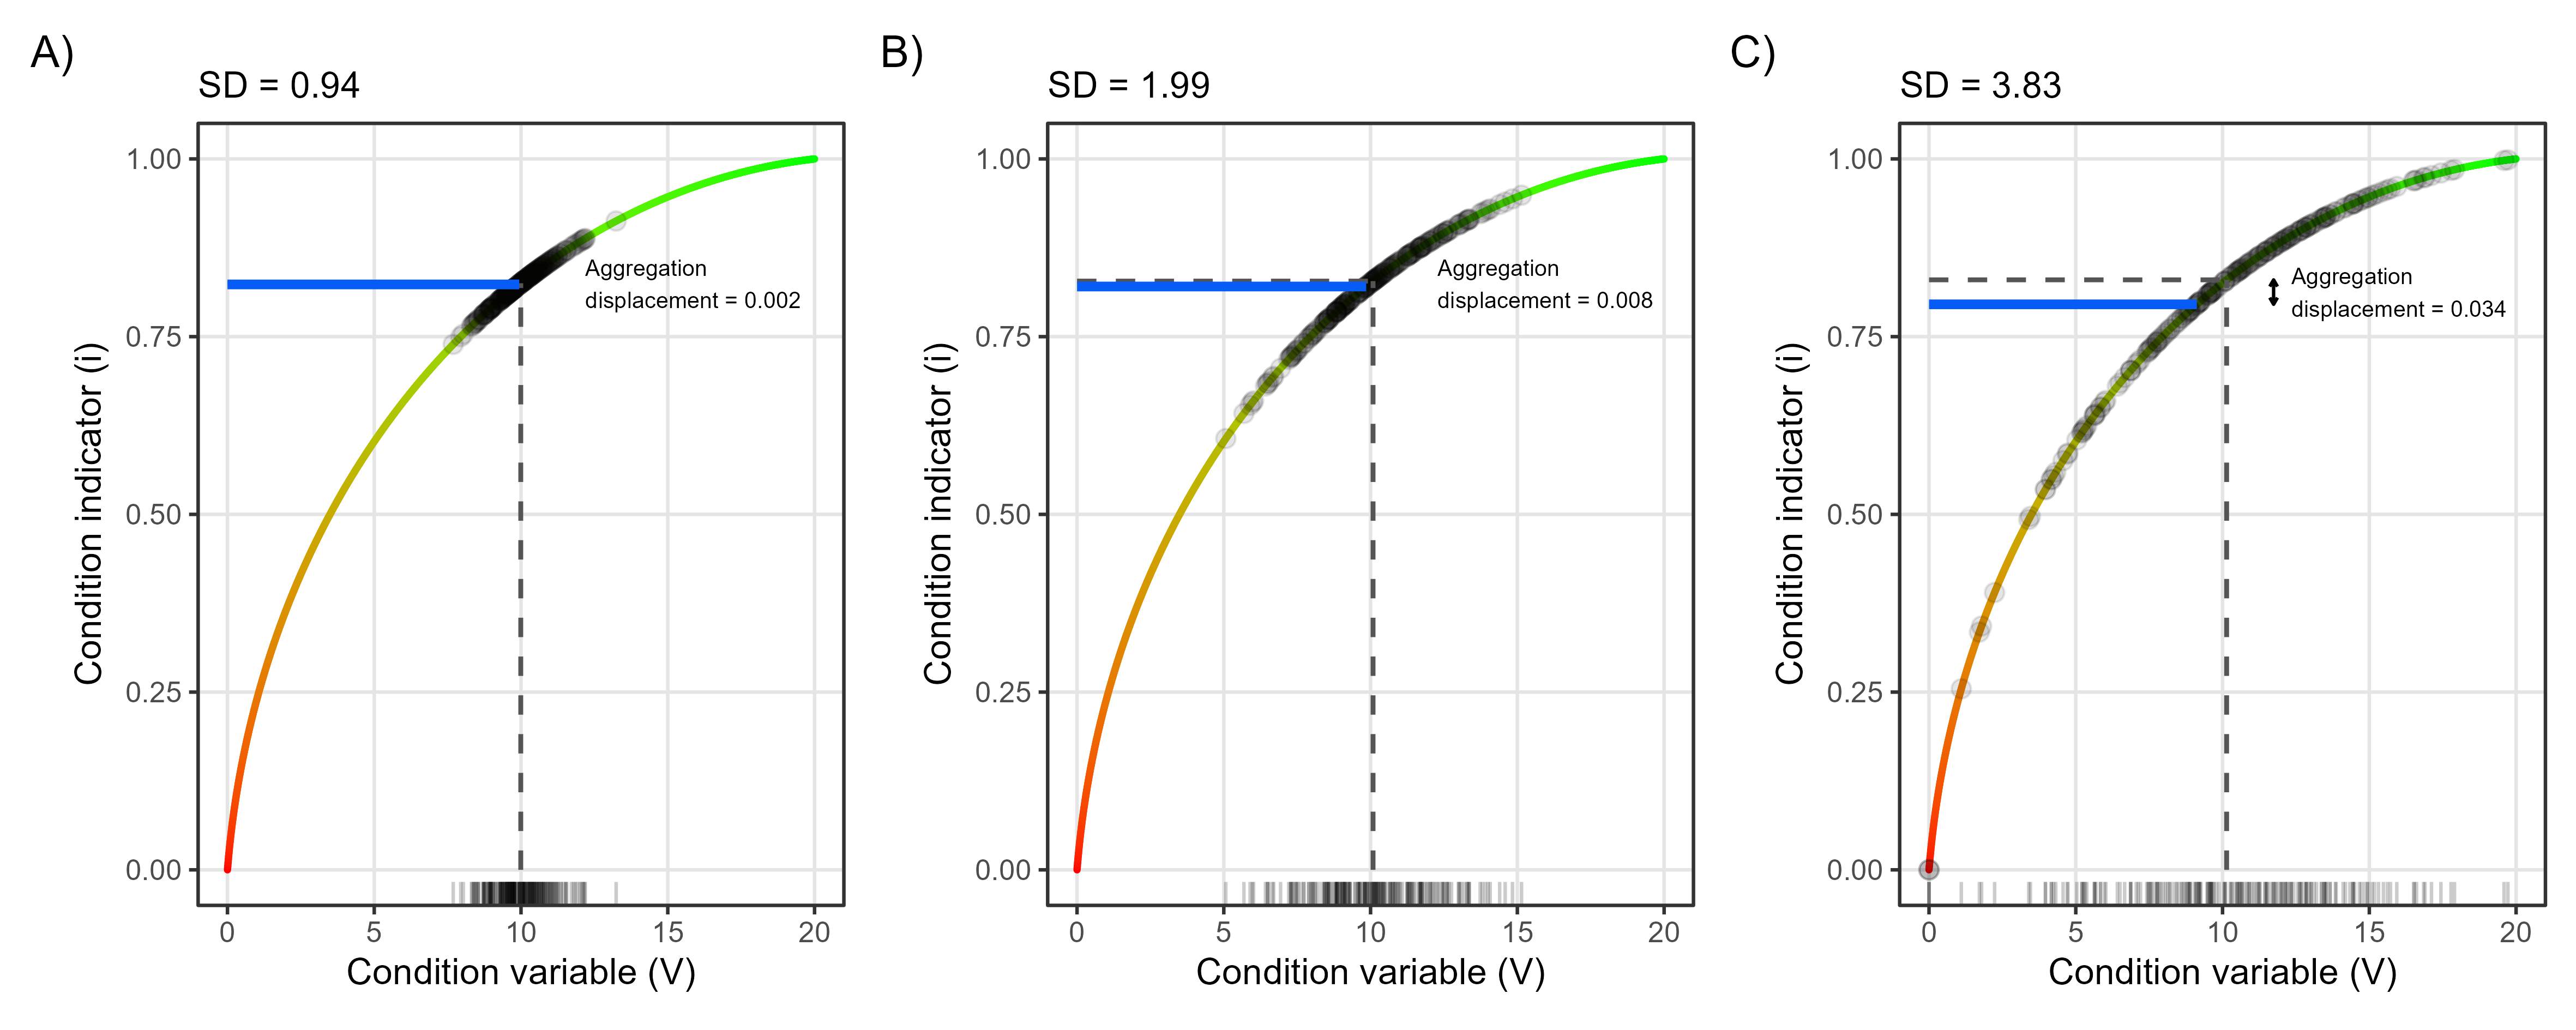 A)
SD = 0.94
Condition indicator (i)
1.00
0.75
0.50
0.25
0.00
Aggregation
displacement = 0.002
0 5 10 15 20
Condition variable (V)
B)
SD = 1.99
Condition indicator (i)
1.00
0.75
0.50
0.25
0.00
Aggregation
displacement = 0.008
0 5 10 15 20
Condition variable (V)
C)
SD = 3.83
Condition indicator (i)
1.00
0.75
0.50
0.25
0.00
Aggregation
displacement = 0.034
0 5 10 15 20
Condition variable (V)